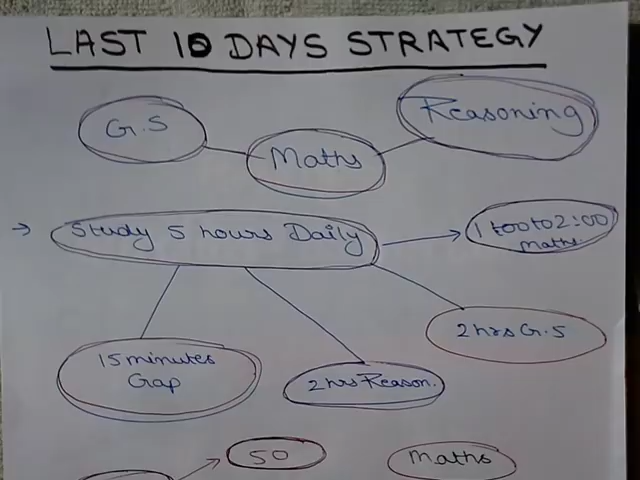 LAST 10 DAYS STRATEGY
G.S
Maths
Reasoning
→ Study 5 hours Daily
1 to 2:00
Maths.
15 minutes
Gap
2 hrs Reason.
2 hrs G.S
50
Maths